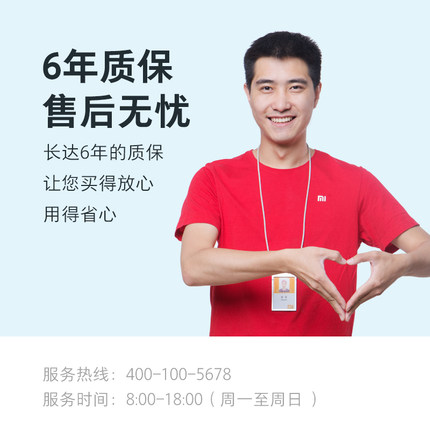 6年质保
售后无忧
长达6年的质保
让您买得放心
用得省心
mi
服务热线：400-100-5678
服务时间：8:00-18:00（周一至周日 ）